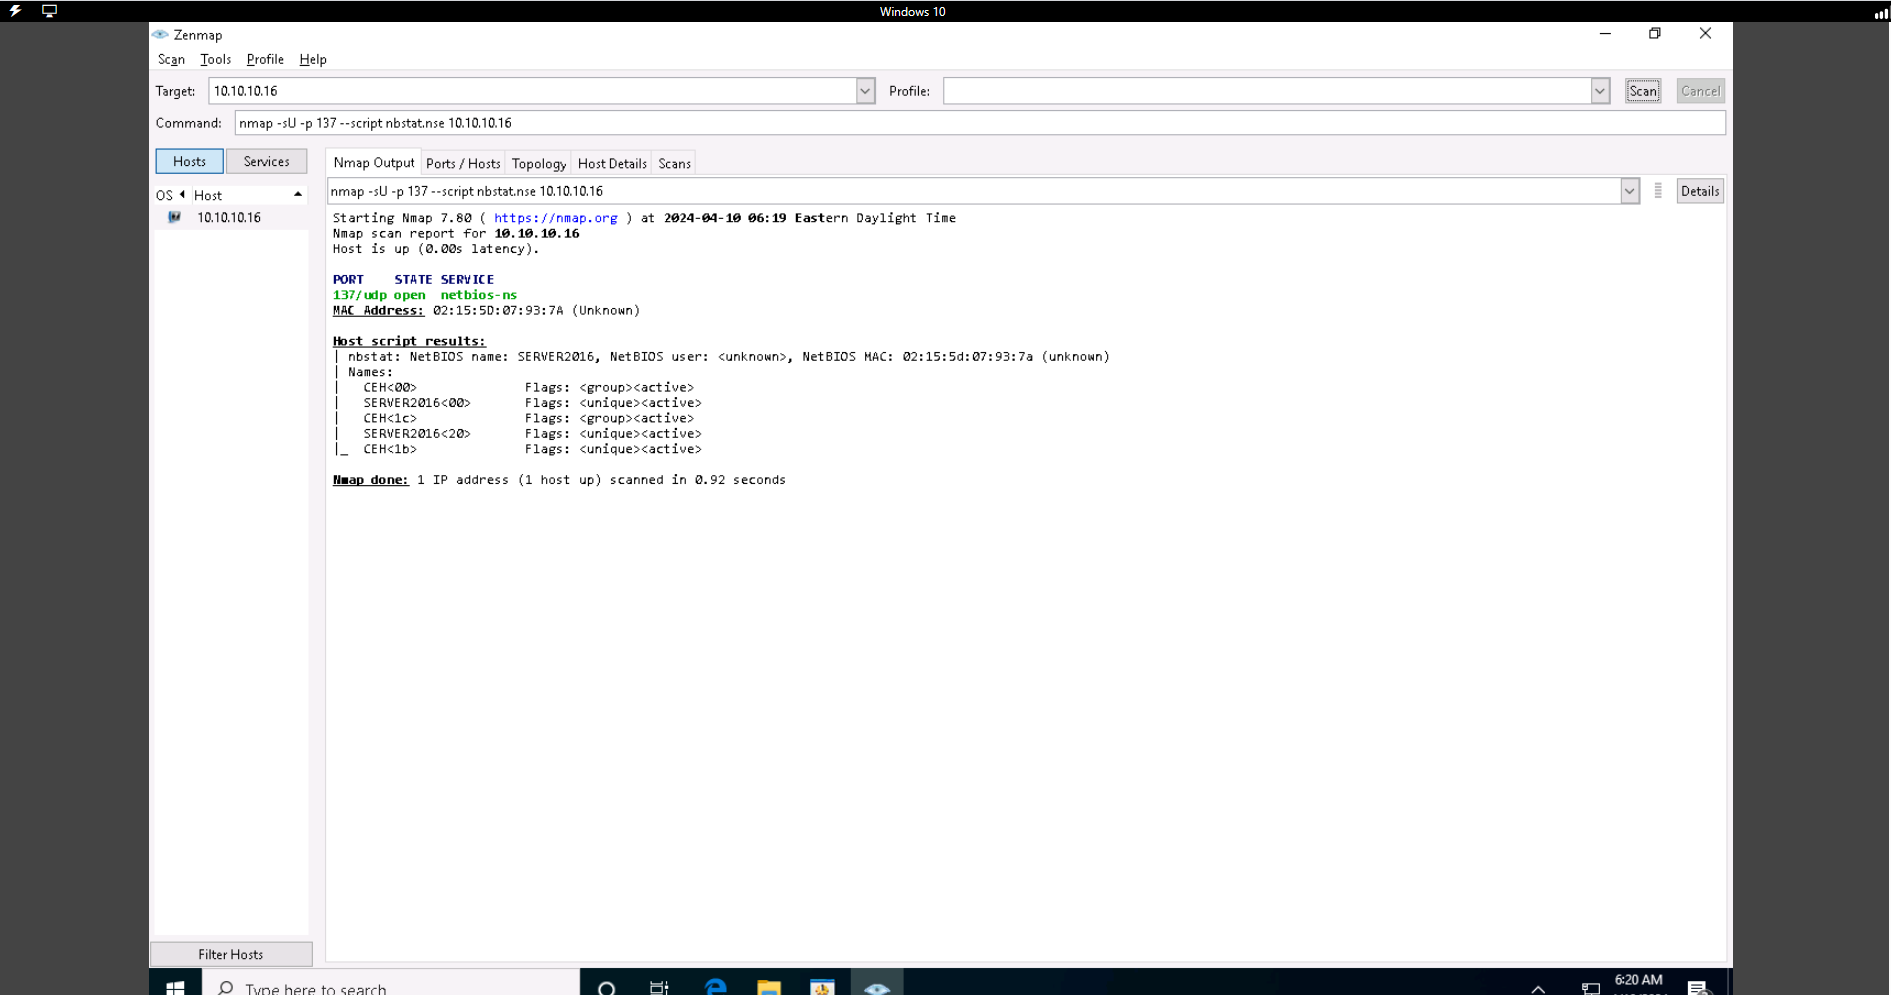 Windows 10
Zenmap
Scan Tools Profile Help
Target: 10.10.10.16 Profile: Scan Cancel
Command: nmap -sU -p 137 --script nbstat.nse 10.10.10.16
Hosts Services
Nmap Output Ports / Hosts Topology Host Details Scans
OS Host
nmap -sU -p 137 --script nbstat.nse 10.10.10.16 Details
10.10.10.16
Starting Nmap 7.80 ( https://nmap.org ) at 2024-04-10 06:19 Eastern Daylight Time
Nmap scan report for 10.10.10.16
Host is up (0.00s latency).
PORT STATE SERVICE
137/udp open netbios-ns
MAC Address: 02:15:5D:07:93:7A (Unknown)
Host script results:
| nbstat: NetBIOS name: SERVER2016, NetBIOS user: <unknown>, NetBIOS MAC: 02:15:5d:07:93:7a (unknown)
| Names:
| CEH<00> Flags: <group><active>
| SERVER2016<00> Flags: <unique><active>
| CEH<1c> Flags: <group><active>
| SERVER2016<20> Flags: <unique><active>
|_ CEH<1b> Flags: <unique><active>
Nmap done: 1 IP address (1 host up) scanned in 0.92 seconds
Filter Hosts
Type here to search
6:20 AM